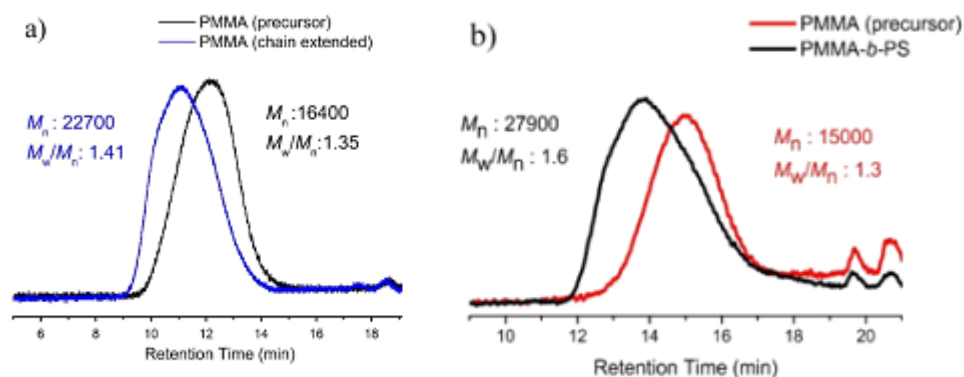 a)
PMMA (precursor)
PMMA (chain extended)
Mn : 22700
Mw/Mn : 1.41
Mn :16400
Mw/Mn: 1.35
6 8 10 12 14 16 18
Retention Time (min)
b)
PMMA (precursor)
PMMA-b-PS
Mn : 27900
Mw/Mn : 1.6
Mn : 15000
Mw/Mn : 1.3
10 12 14 16 18 20
Retention Time (min)